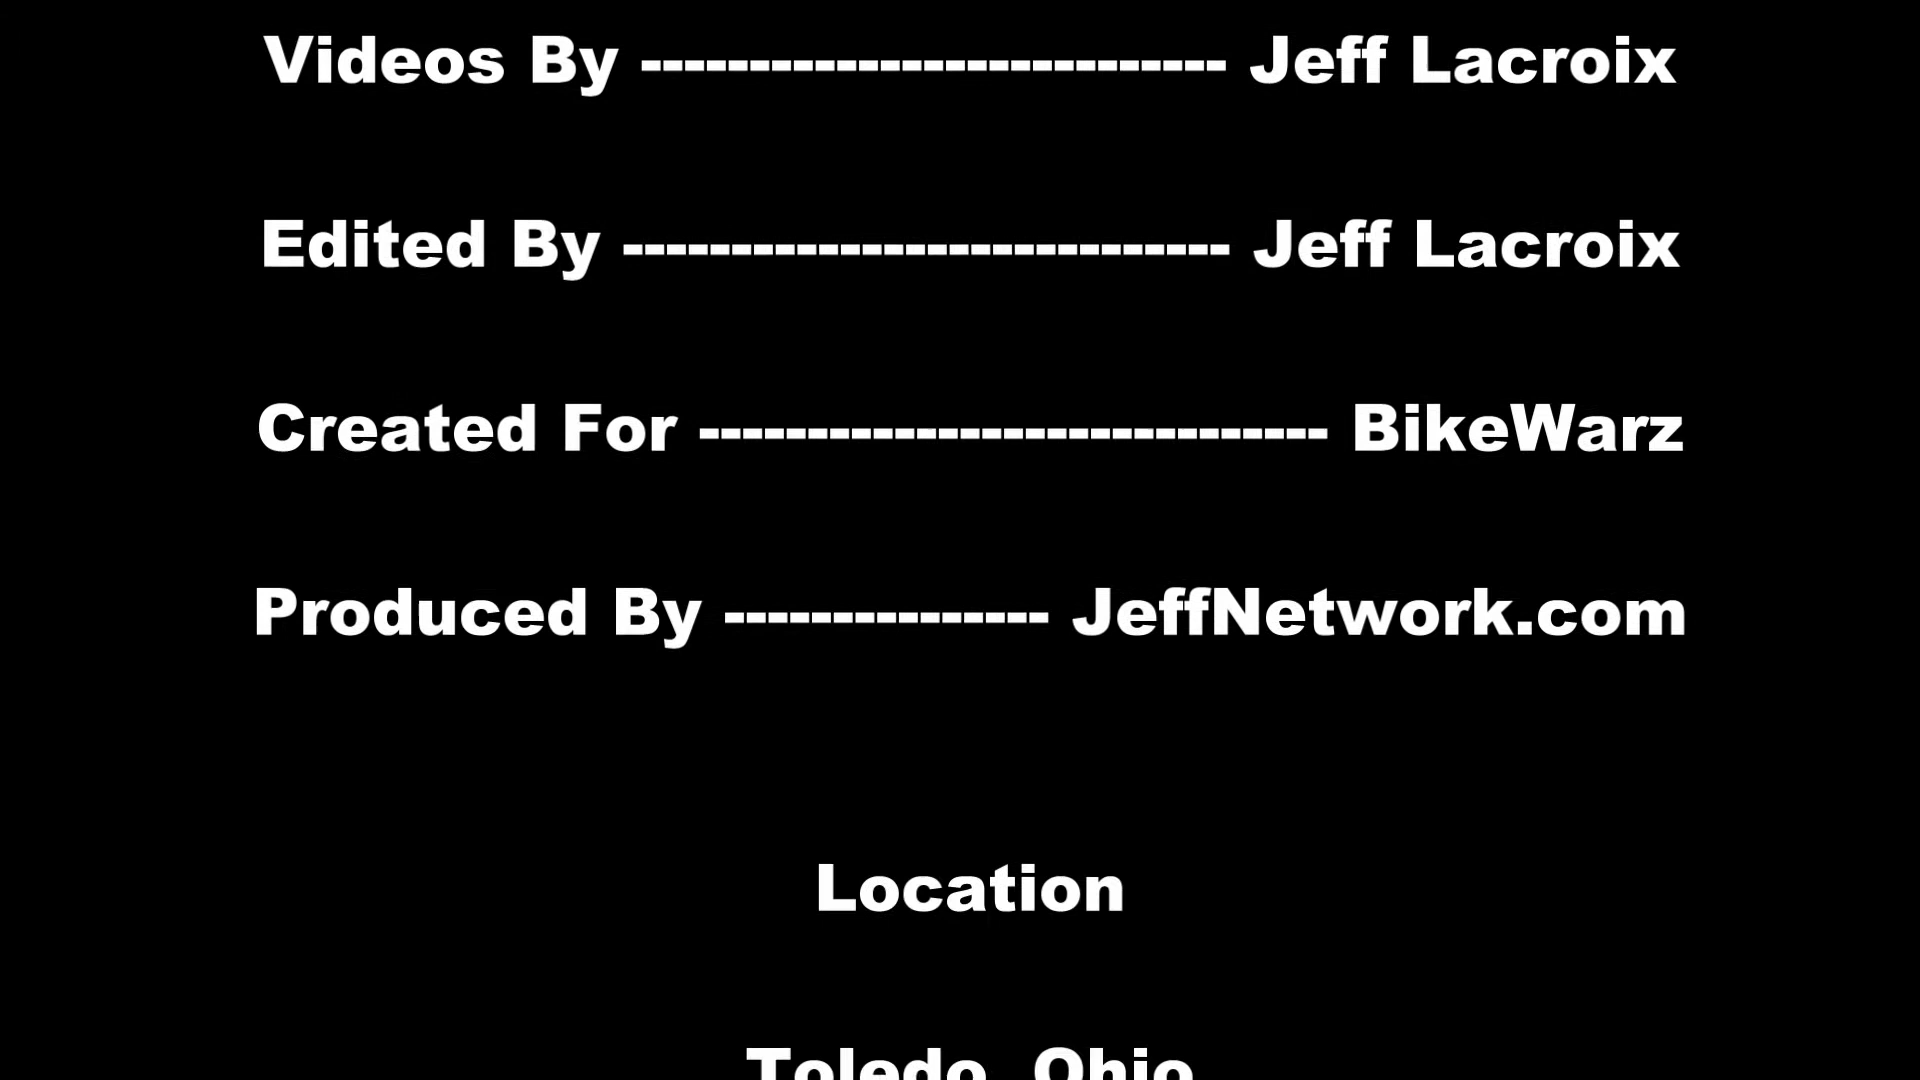 Videos By --------------------------- Jeff Lacroix
Edited By ---------------------------- Jeff Lacroix
Created For ----------------------------- BikeWarz
Produced By --------------- JeffNetwork.com
Location
Toledo, Ohio